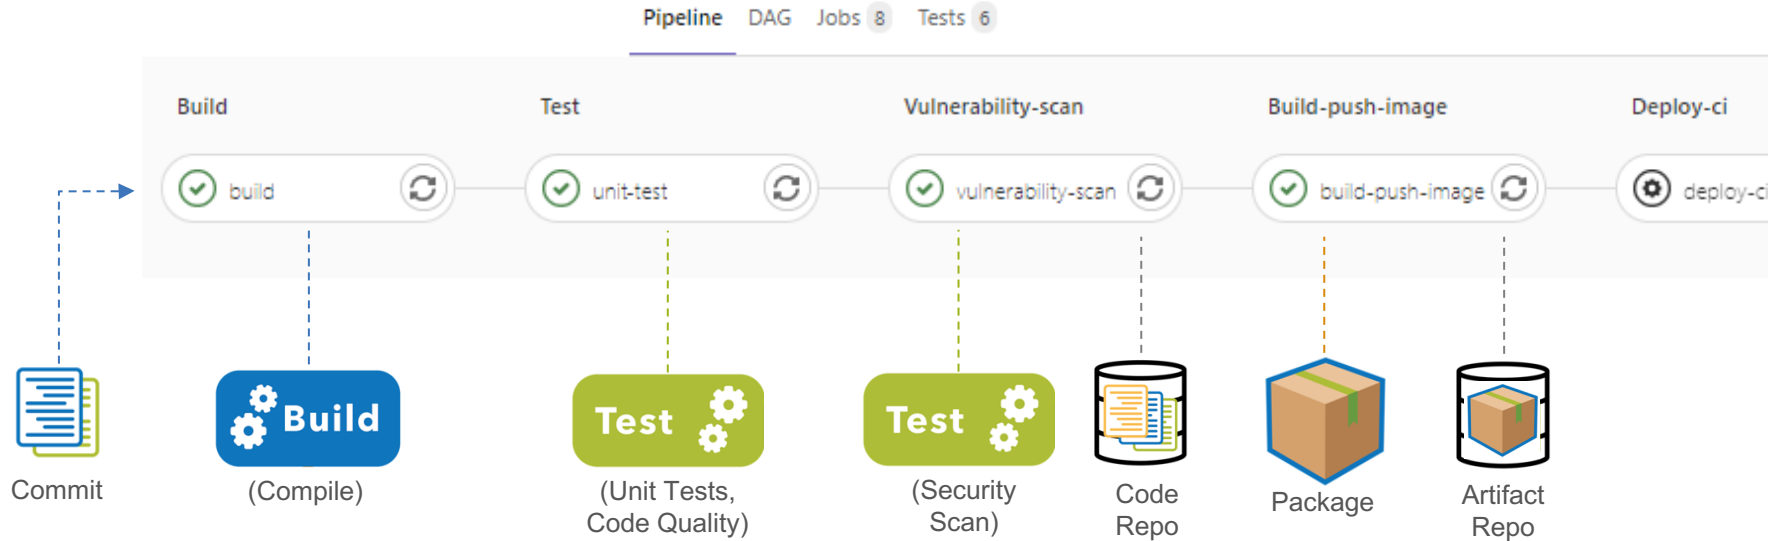 Pipeline DAG Jobs 8 Tests 6
Build Test Vulnerability-scan Build-push-image Deploy-ci
build unit-test vulnerability-scan build-push-image deploy-ci
Build Test Test
Commit (Compile) (Unit Tests, (Security Code Package Artifact
Code Quality) Scan) Repo Repo